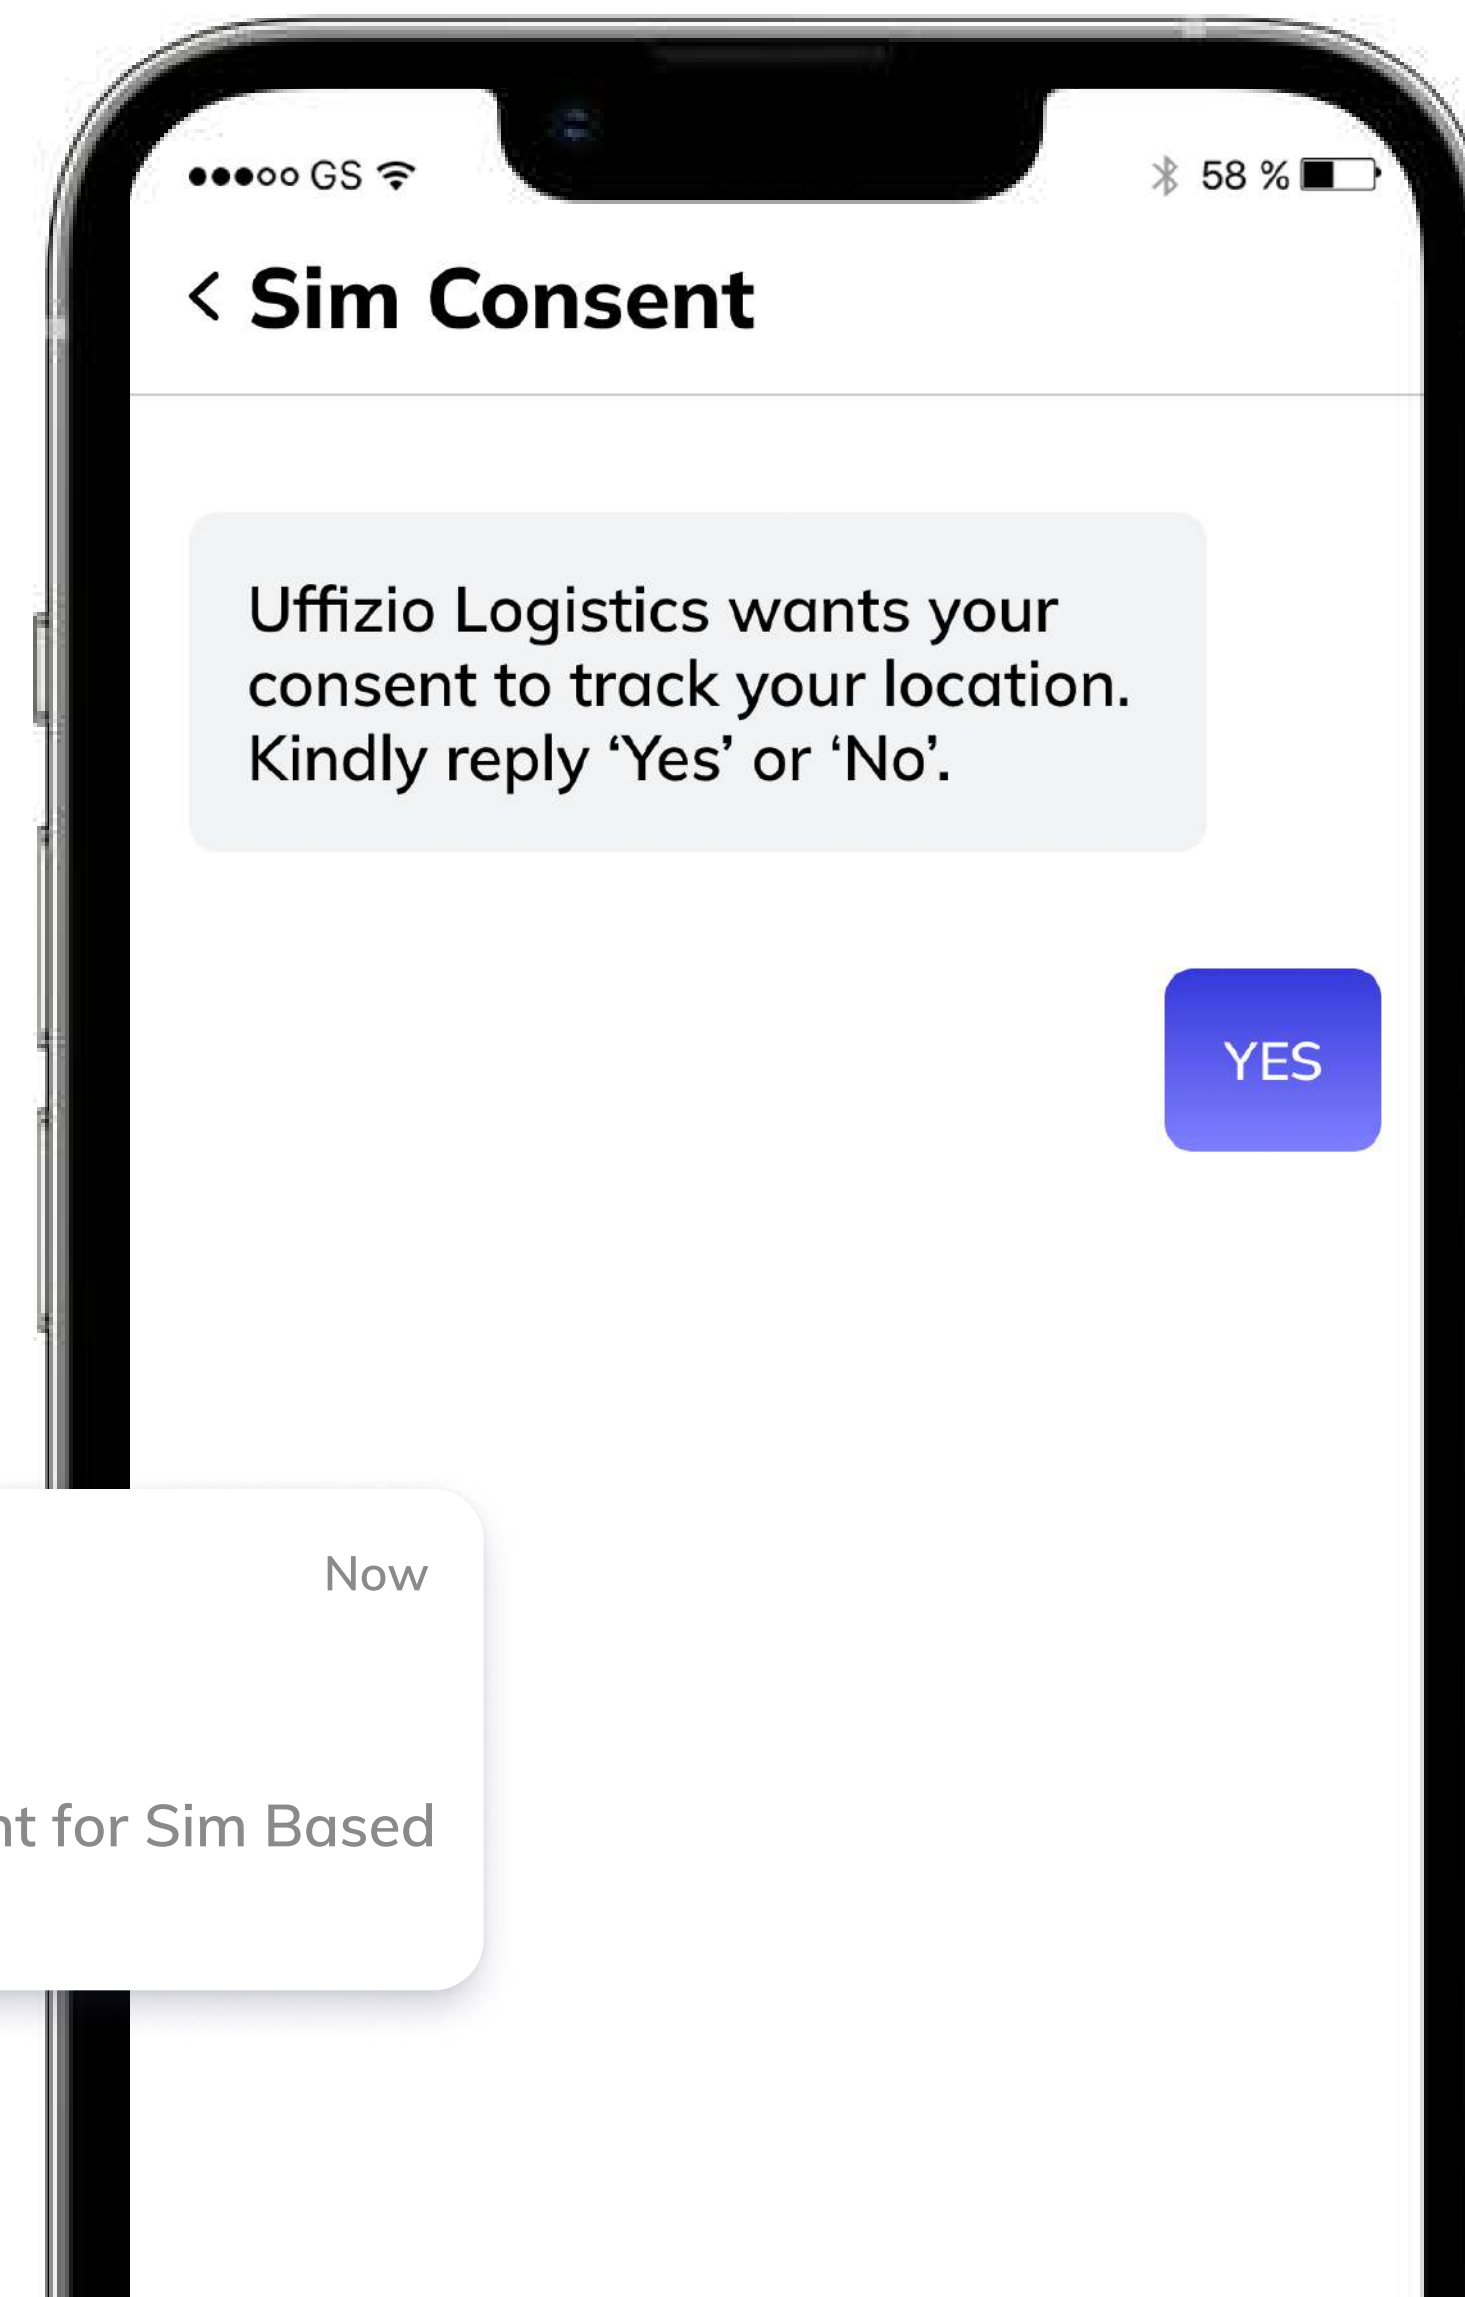 GS 58 %
< Sim Consent
Uffizio Logistics wants your
consent to track your location.
Kindly reply ‘Yes’ or ‘No’.
YES
Now
for Sim Based